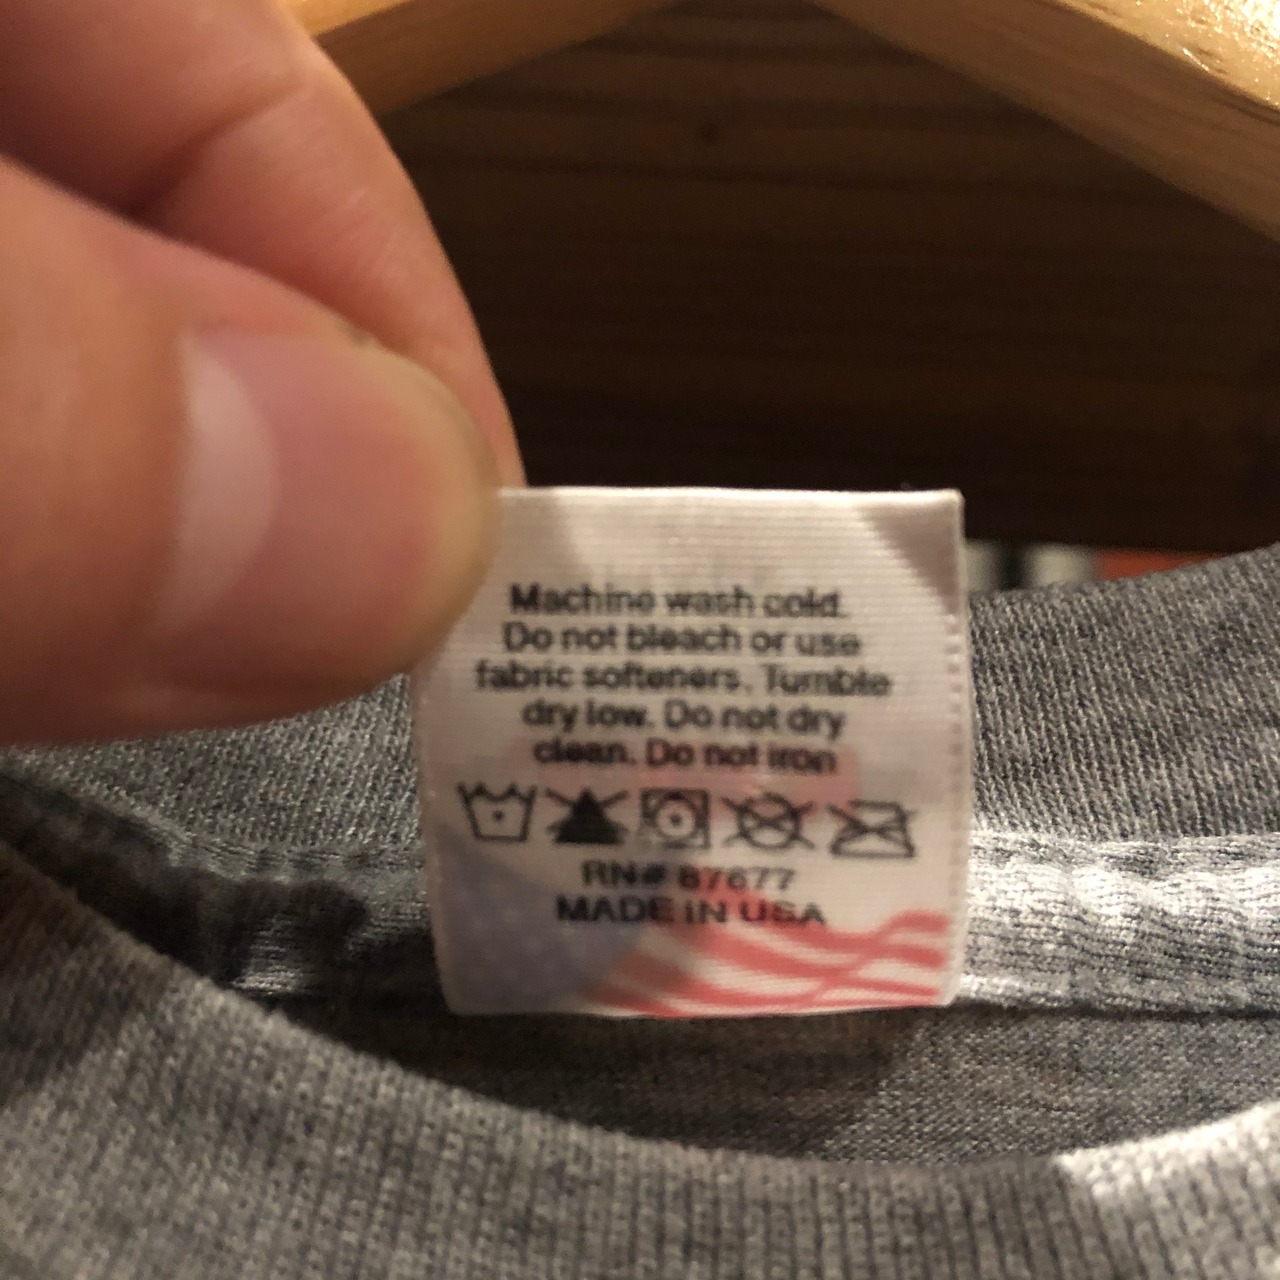 Machine wash cold.
Do not bleach or use
fabric softeners. Tumble
dry low. Do not dry
clean. Do not iron
RN# 87677
MADE IN USA